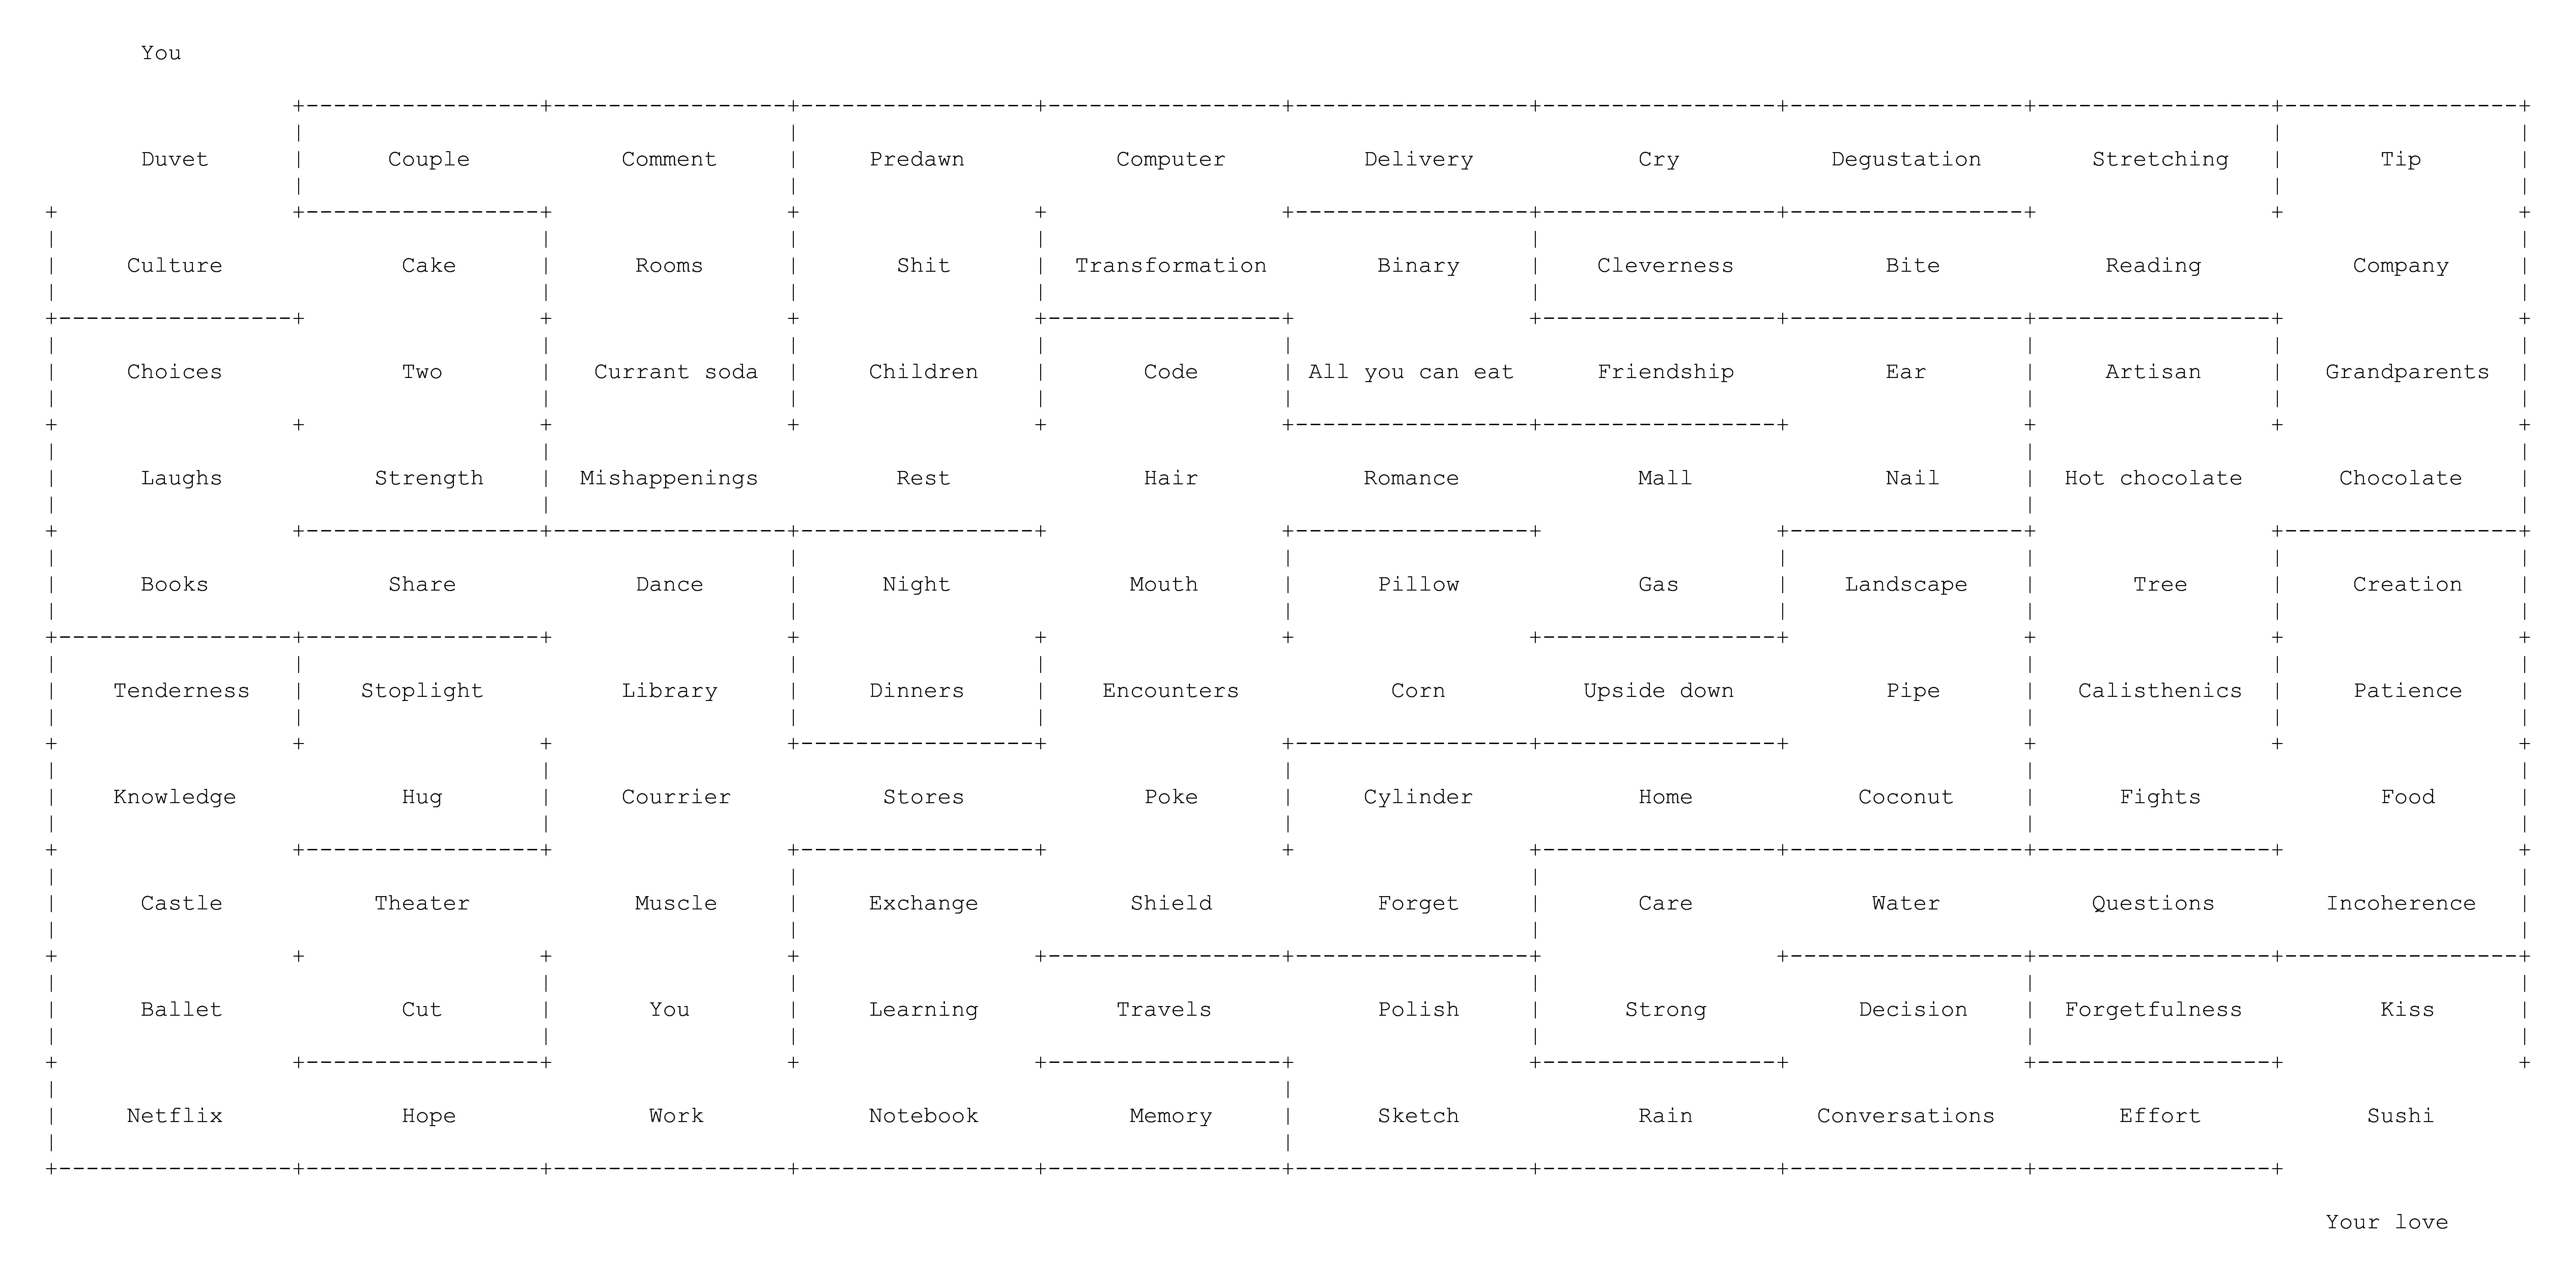 You
Duvet Couple Comment Predawn Computer Delivery Cry Degustation Stretching Tip
Culture Cake Rooms Shit Transformation Binary Cleverness Bite Reading Company
Choices Two Currant soda Children Code All you can eat Friendship Ear Artisan Grandparents
Laughs Strength Mishappenings Rest Hair Romance Mall Nail Hot chocolate Chocolate
Books Share Dance Night Mouth Pillow Gas Landscape Tree Creation
Tenderness Stoplight Library Dinners Encounters Corn Upside down Pipe Calisthenics Patience
Knowledge Hug Courrier Stores Poke Cylinder Home Coconut Fights Food
Castle Theater Muscle Exchange Shield Forget Care Water Questions Incoherence
Ballet Cut You Learning Travels Polish Strong Decision Forgetfulness Kiss
Netflix Hope Work Notebook Memory Sketch Rain Conversations Effort Sushi
Your love